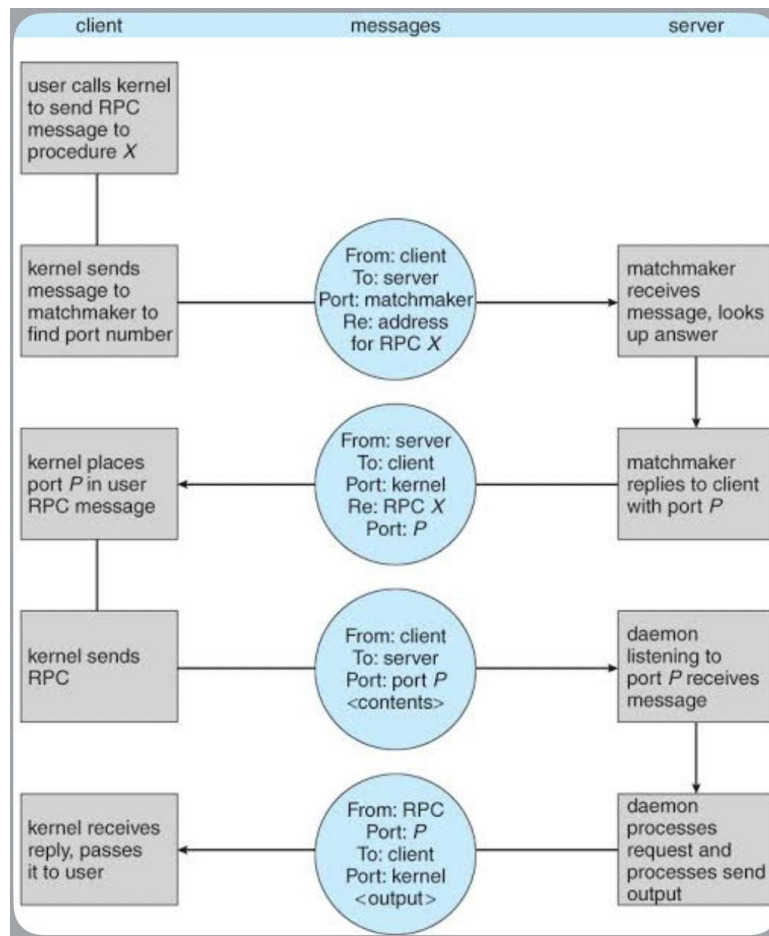 client messages server
user calls kernel
to send RPC
message to
procedure X
kernel sends
message to
matchmaker to
find port number
From: client
To: server
Port: matchmaker
Re: address
for RPC X
matchmaker
receives
message, looks
up answer
kernel places
port P in user
RPC message
From: server
To: client
Port: kernel
Re: RPC X
Port: P
matchmaker
replies to client
with port P
kernel sends
RPC
From: client
To: server
Port: port P
<contents>
daemon
listening to
port P receives
message
kernel receives
reply, passes
it to user
From: RPC
Port: P
To: client
Port: kernel
<output>
daemon
processes
request and
processes send
output